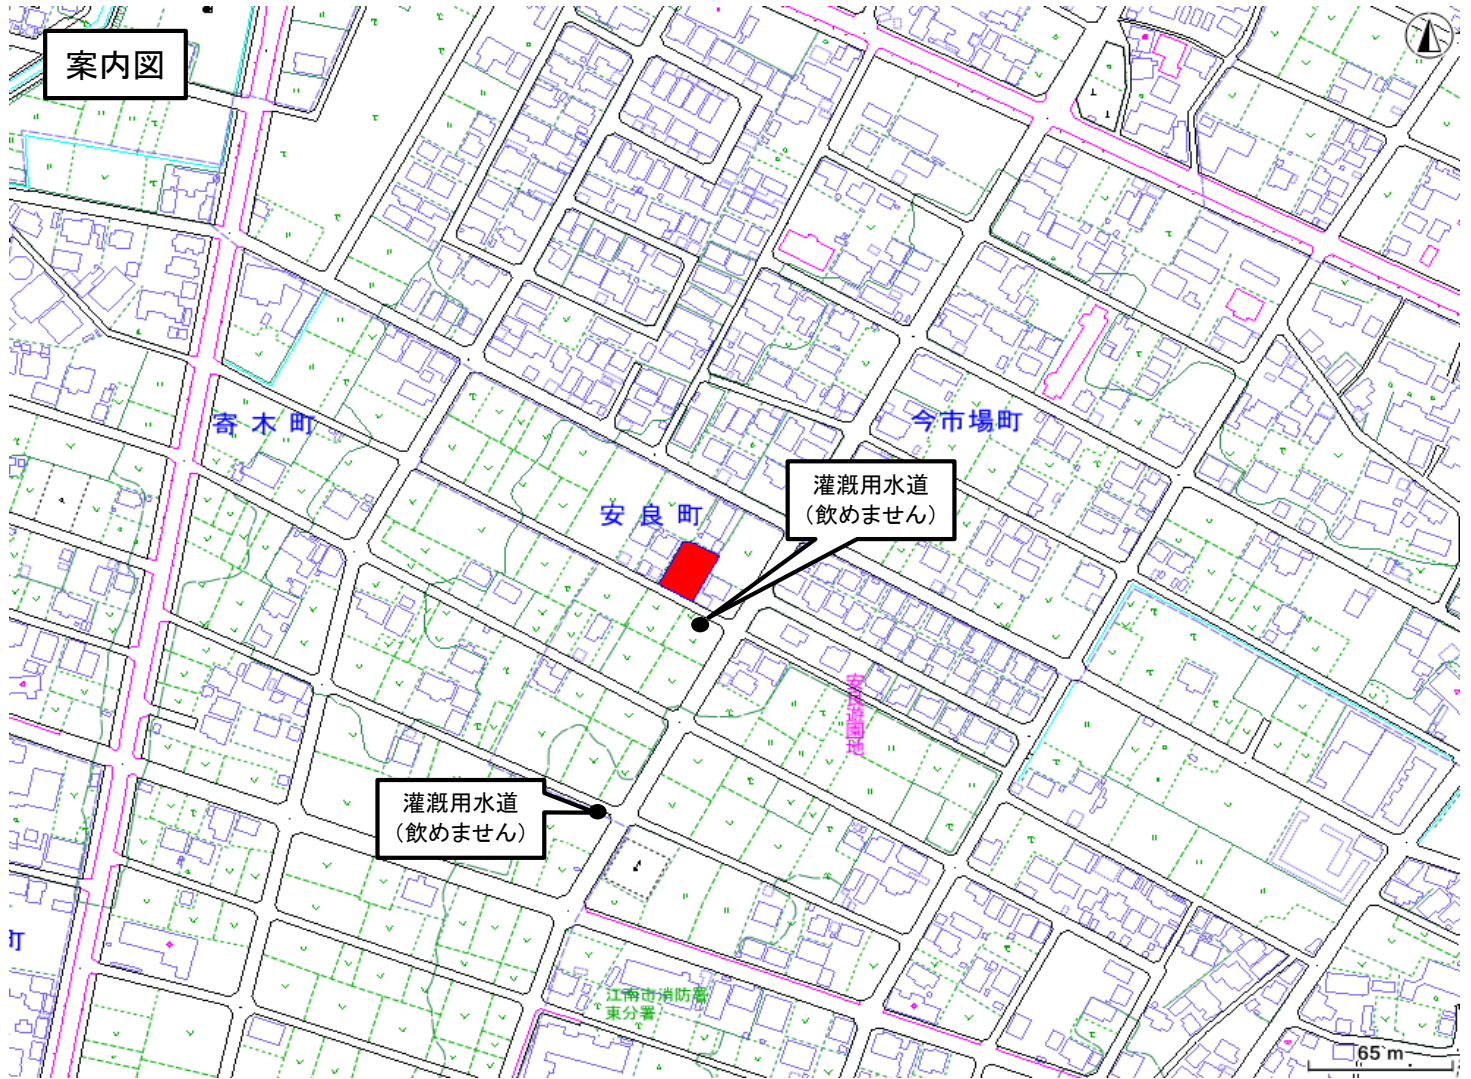 案内図
寄木町
今市場町
灌漑用水道
（飲めません）
安良町
安良遊園地
灌漑用水道
（飲めません）
町
江南市消防署
東分署
65 m